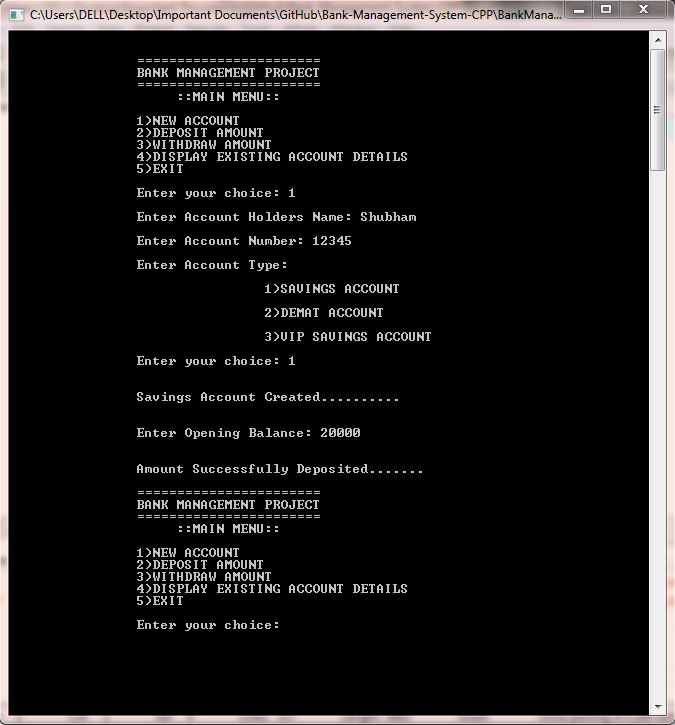 C:\Users\DELL\Desktop\Important Documents\GitHub\Bank-Management-System-CPP\BankMana...
=======================
BANK MANAGEMENT PROJECT
=======================
::MAIN MENU::
1)NEW ACCOUNT
2)DEPOSIT AMOUNT
3)WITHDRAW AMOUNT
4)DISPLAY EXISTING ACCOUNT DETAILS
5)EXIT
Enter your choice: 1
Enter Account Holders Name: Shubham
Enter Account Number: 12345
Enter Account Type:
1)SAVINGS ACCOUNT
2)DEMAT ACCOUNT
3)VIP SAVINGS ACCOUNT
Enter your choice: 1
Savings Account Created..........
Enter Opening Balance: 20000
Amount Successfully Deposited.......
=======================
BANK MANAGEMENT PROJECT
=======================
::MAIN MENU::
1)NEW ACCOUNT
2)DEPOSIT AMOUNT
3)WITHDRAW AMOUNT
4)DISPLAY EXISTING ACCOUNT DETAILS
5)EXIT
Enter your choice: